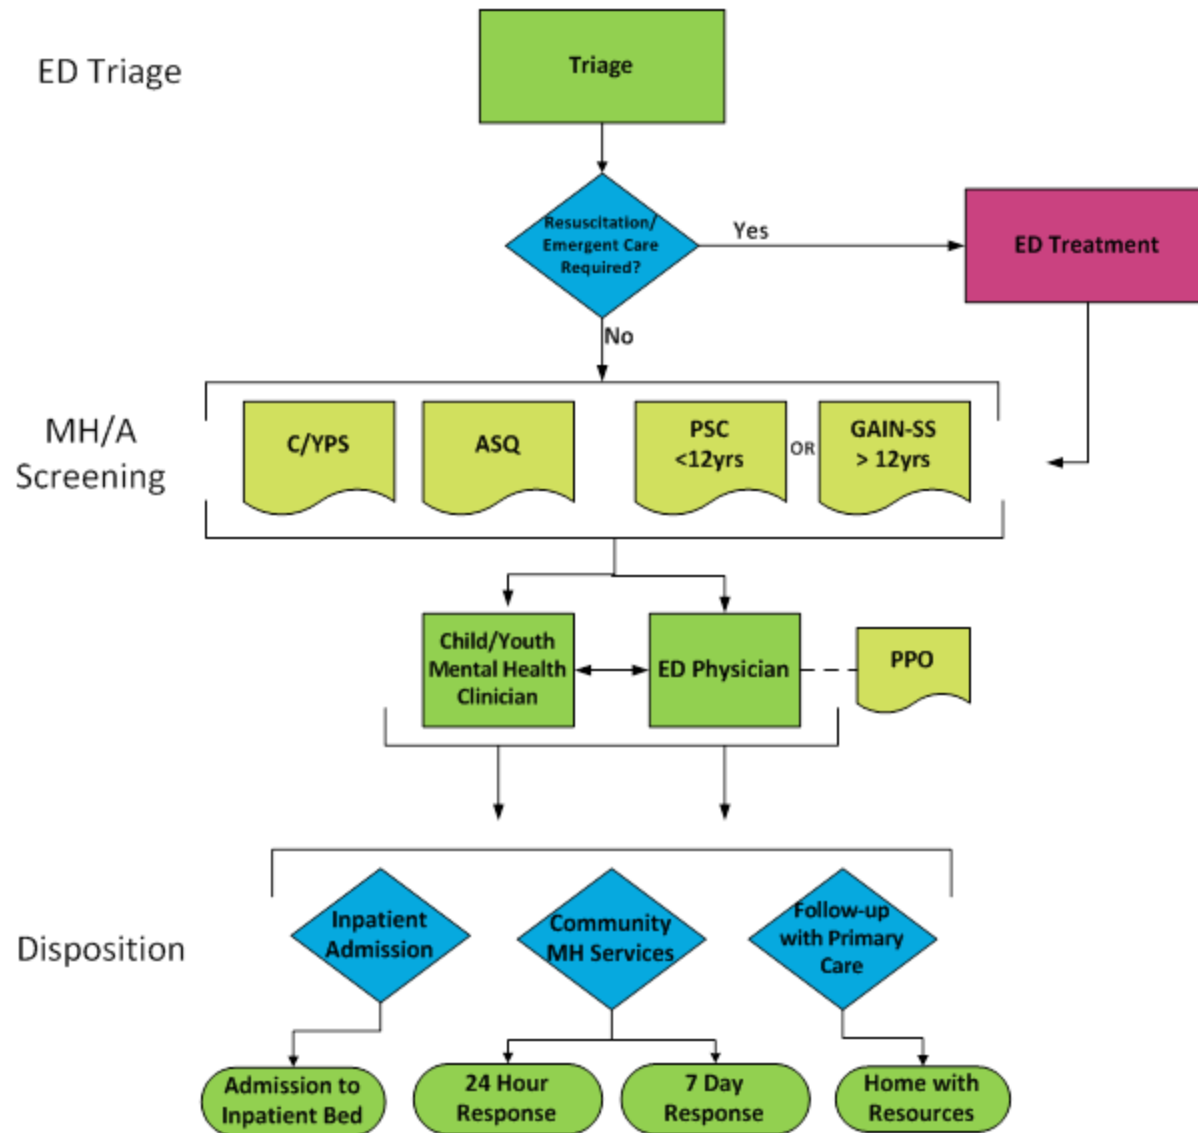 ED Triage
Triage
Resuscitation/
Emergent Care
Required?
Yes
ED Treatment
No
MH/A
Screening
C/YPS
ASQ
PSC
<12yrs
OR
GAIN-SS
> 12yrs
Child/Youth
Mental Health
Clinician
ED Physician
PPO
Disposition
Inpatient
Admission
Community
MH Services
Follow-up
with Primary
Care
Admission to
Inpatient Bed
24 Hour
Response
7 Day
Response
Home with
Resources